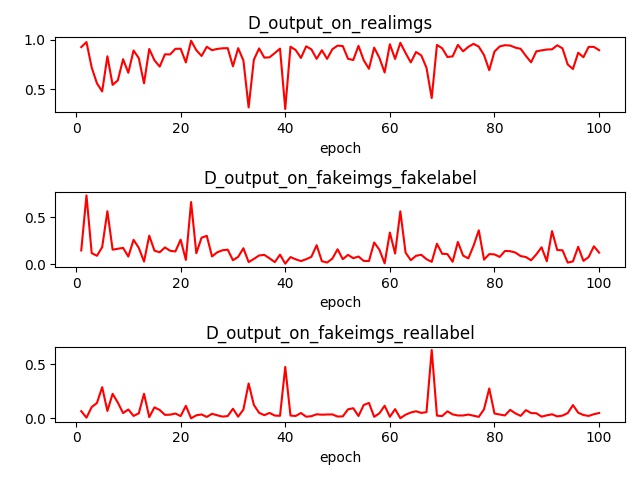 D_output_on_realimgs
1.0
0.5
0 20 40 60 80 100
epoch
D_output_on_fakeimgs_fakelabel
0.5
0.0
0 20 40 60 80 100
epoch
D_output_on_fakeimgs_reallabel
0.5
0.0
0 20 40 60 80 100
epoch